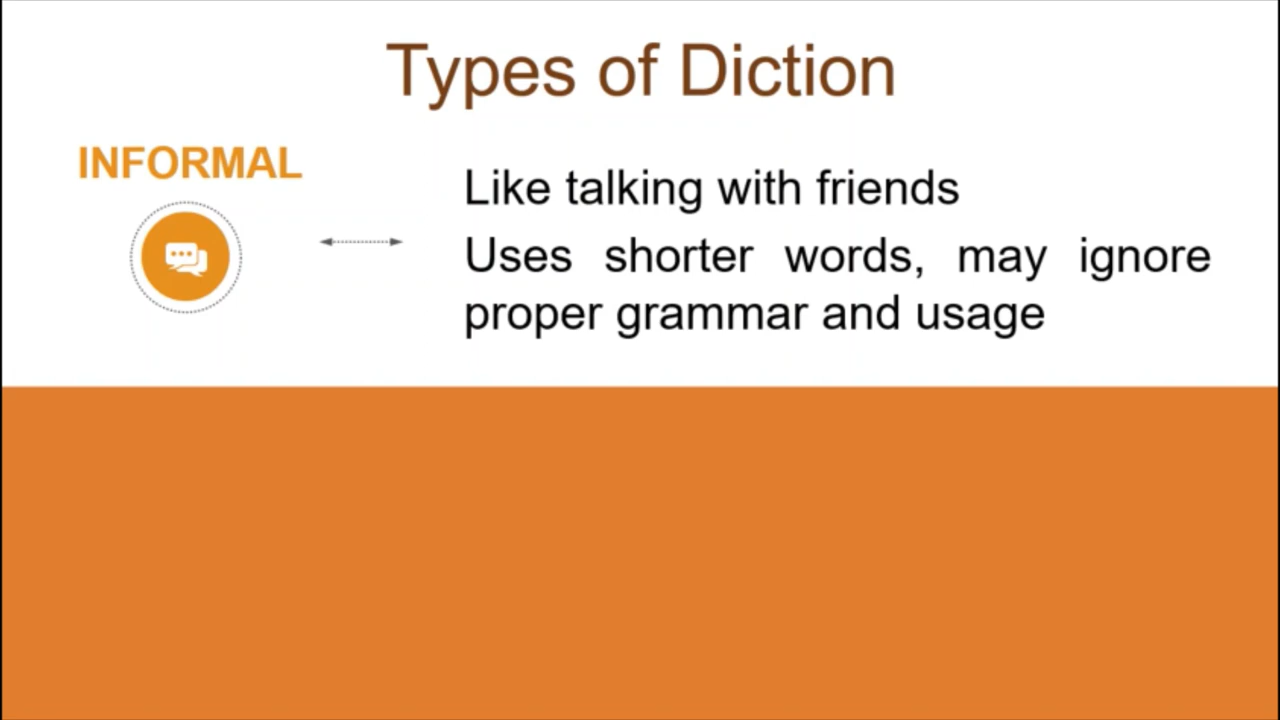 Types of Diction
INFORMAL
Like talking with friends
Uses shorter words, may ignore
proper grammar and usage